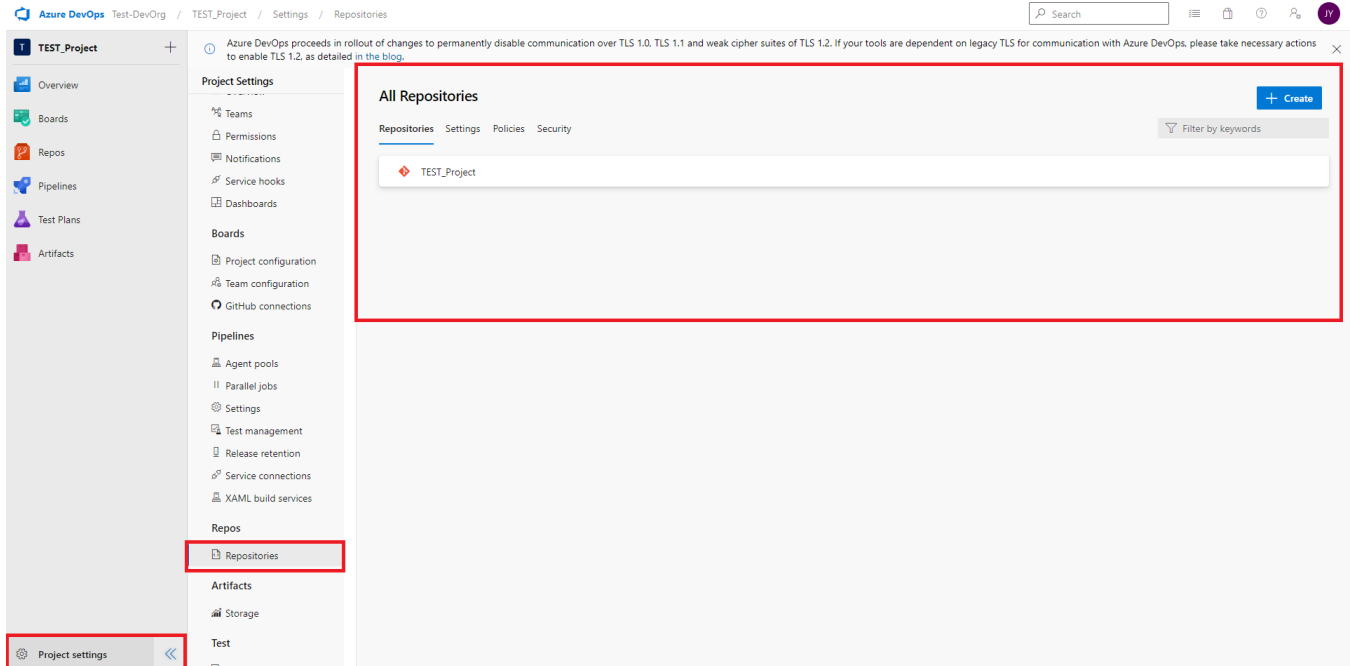 Azure DevOps Test-DevOrg / TEST_Project / Settings / Repositories
Search
JY
T TEST_Project
Overview
Boards
Repos
Pipelines
Test Plans
Artifacts
Project settings
Azure DevOps proceeds in rollout of changes to permanently disable communication over TLS 1.0, TLS 1.1 and weak cipher suites of TLS 1.2. If your tools are dependent on legacy TLS for communication with Azure DevOps, please take necessary actions
to enable TLS 1.2, as detailed in the blog.
Project Settings
Teams
Permissions
Notifications
Service hooks
Dashboards
Boards
Project configuration
Team configuration
GitHub connections
Pipelines
Agent pools
Parallel jobs
Settings
Test management
Release retention
Service connections
XAML build services
Repos
Repositories
Artifacts
Storage
Test
All Repositories
+ Create
Repositories Settings Policies Security
Filter by keywords
TEST_Project